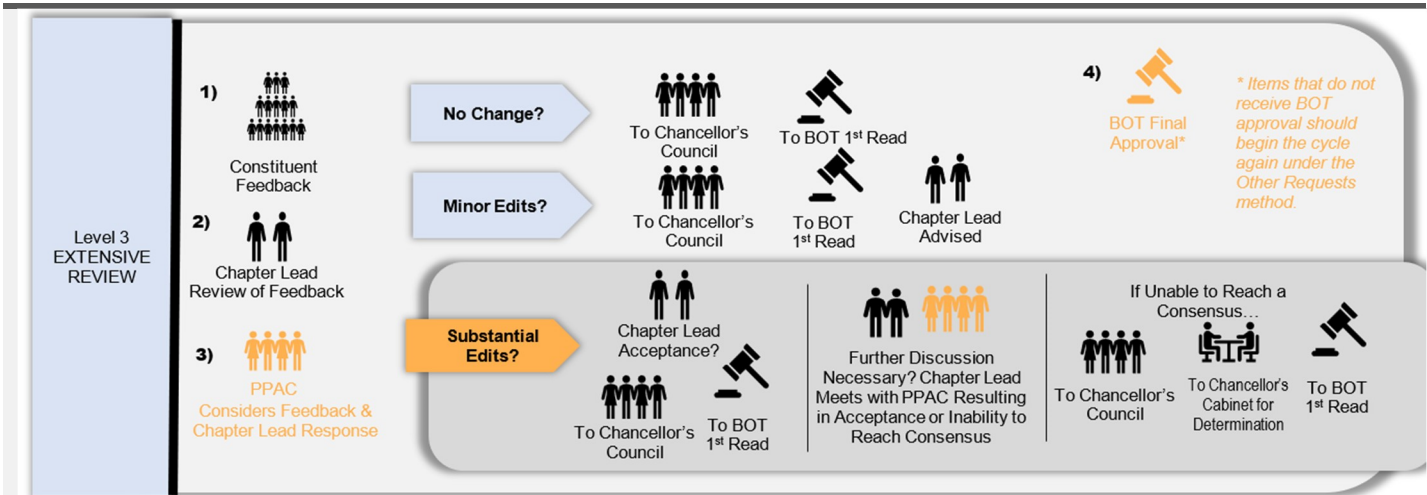 Level 3
EXTENSIVE
REVIEW
1)
Constituent
Feedback
2)
Chapter Lead
Review of Feedback
3)
PPAC
Considers Feedback &
Chapter Lead Response
No Change?
To Chancellor's
Council
To BOT 1st Read
Minor Edits?
To Chancellor's
Council
To BOT
1st Read
Chapter Lead
Advised
Substantial
Edits?
Chapter Lead
Acceptance?
To Chancellor's
Council
To BOT
1st Read
Further Discussion
Necessary? Chapter Lead
Meets with PPAC Resulting
in Acceptance or Inability to
Reach Consensus
If Unable to Reach a
Consensus…
To Chancellor's
Council
To Chancellor's
Cabinet for
Determination
To BOT
1st Read
4)
BOT Final
Approval*
* Items that do not
receive BOT
approval should
begin the cycle
again under the
Other Requests
method.